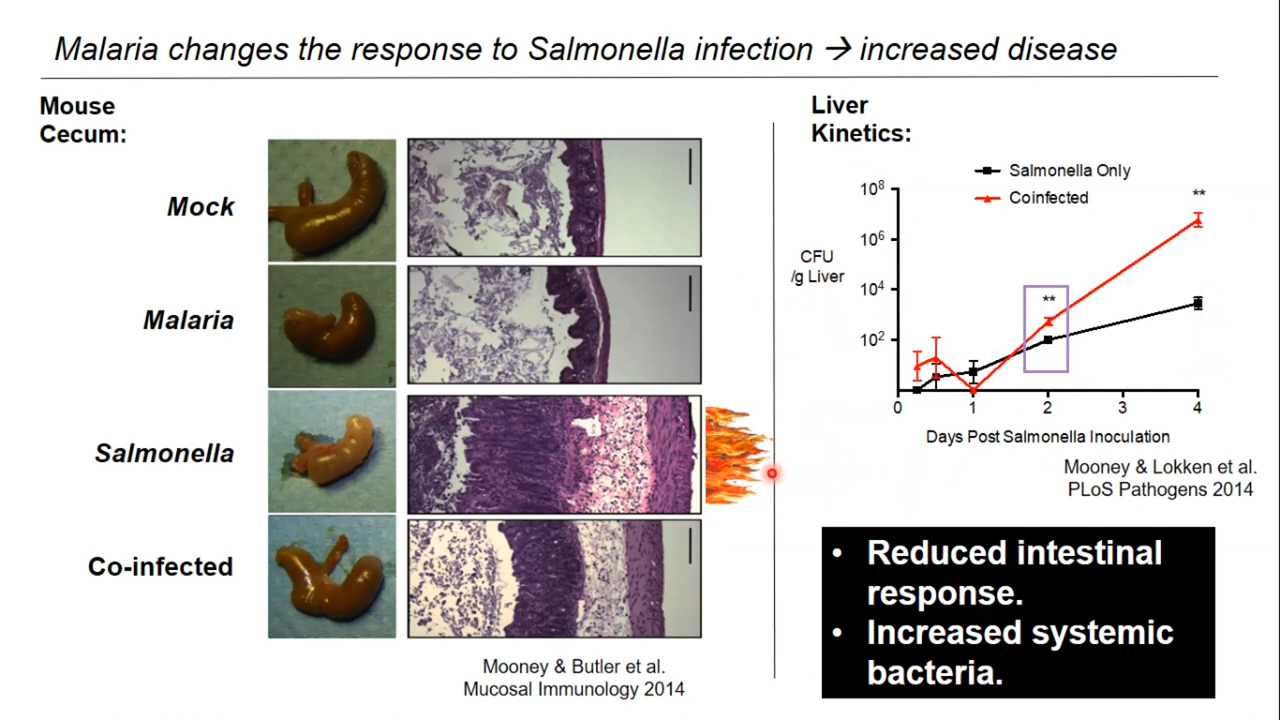 Malaria changes the response to Salmonella infection → increased disease
Mouse
Cecum:
Mock
Malaria
Salmonella
Co-infected
Mooney & Butler et al.
Mucosal Immunology 2014
Liver
Kinetics:
Salmonella Only
Coinfected
10⁸
10⁶
10⁴
10²
CFU
/g Liver
**
**
0 1 2 3 4
Days Post Salmonella Inoculation
Mooney & Lokken et al.
PLoS Pathogens 2014
• Reduced intestinal
response.
• Increased systemic
bacteria.